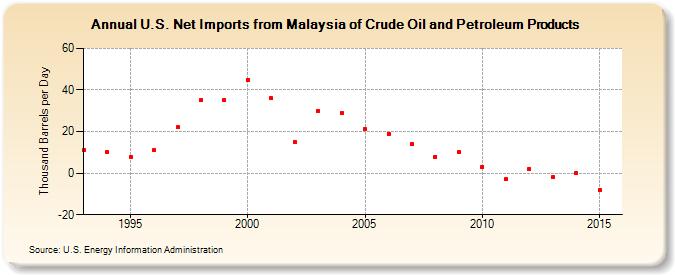 Annual U.S. Net Imports from Malaysia of Crude Oil and Petroleum Products
Thousand Barrels per Day
60
40
20
0
-20
1995 2000 2005 2010 2015
Source: U.S. Energy Information Administration